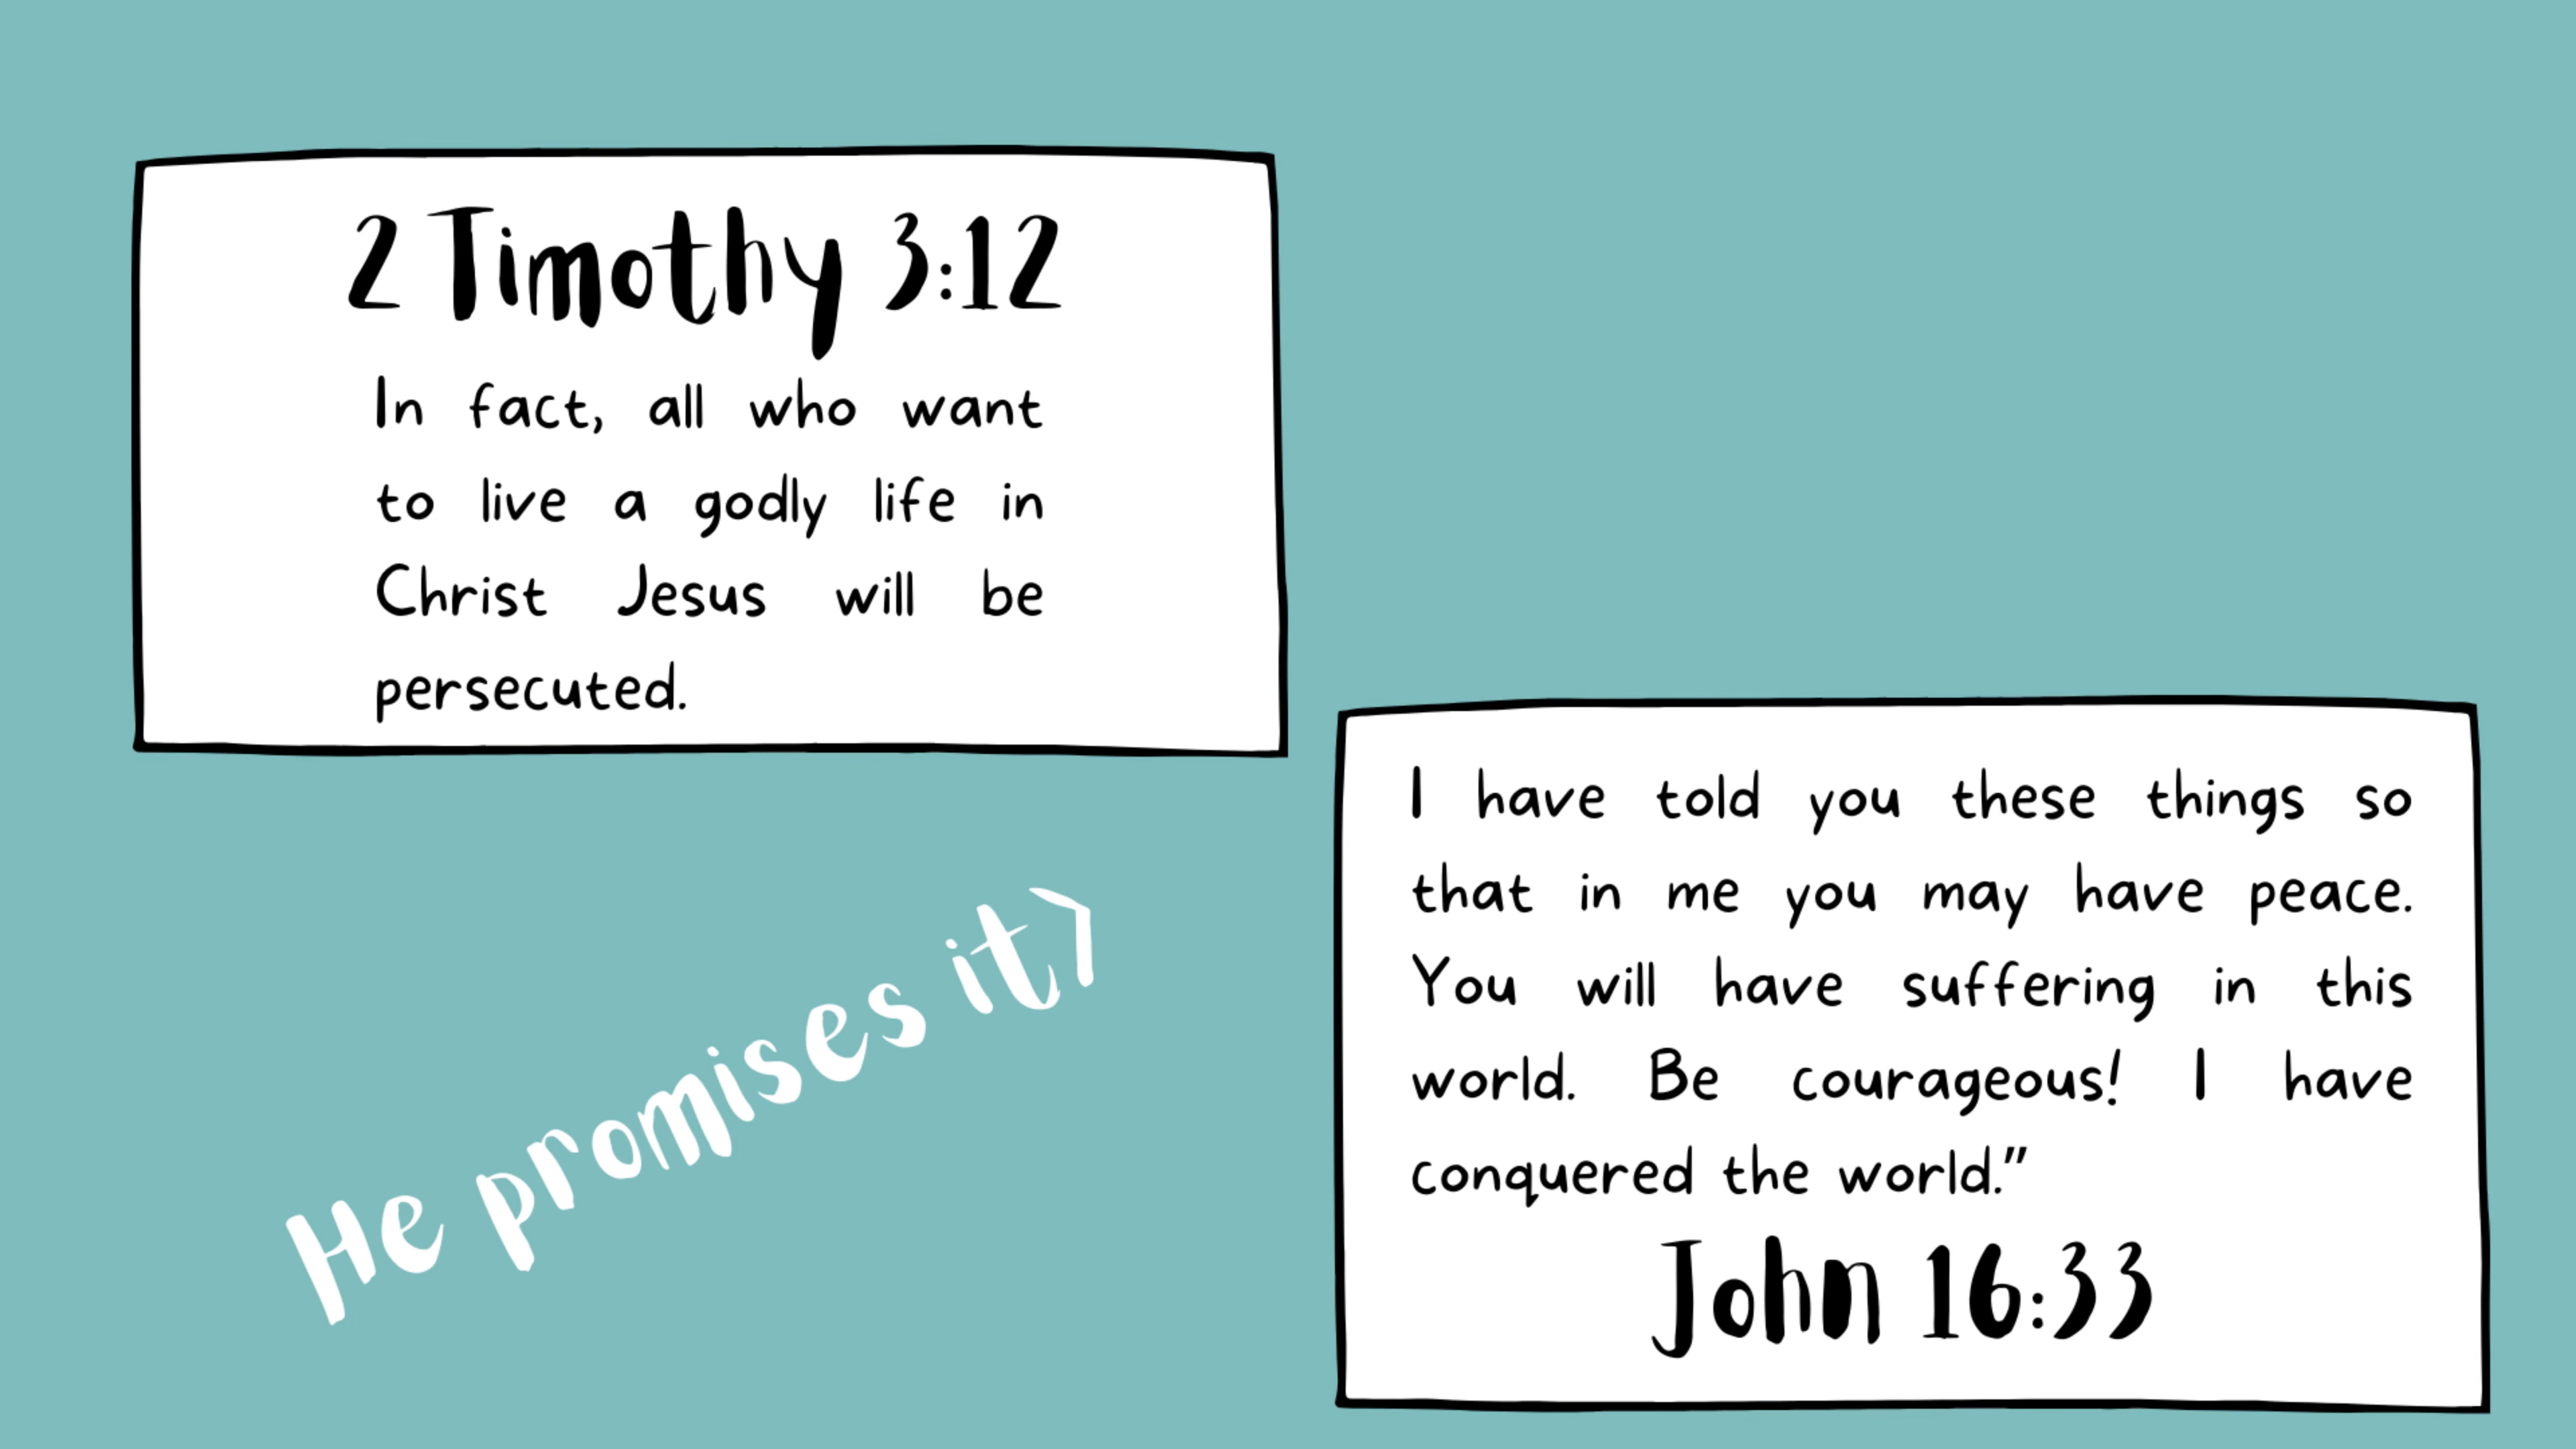 2 Timothy 3:12
In fact, all who want
to live a godly life in
Christ Jesus will be
persecuted.
He promises it>
I have told you these things so
that in me you may have peace.
You will have suffering in this
world. Be courageous! I have
conquered the world.”
John 16:33